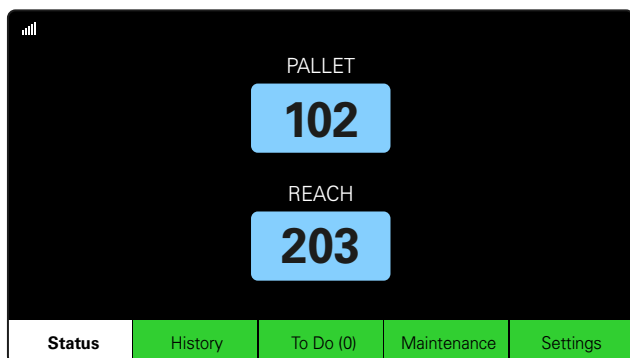 PALLET
102
REACH
203
Status History To Do (0) Maintenance Settings